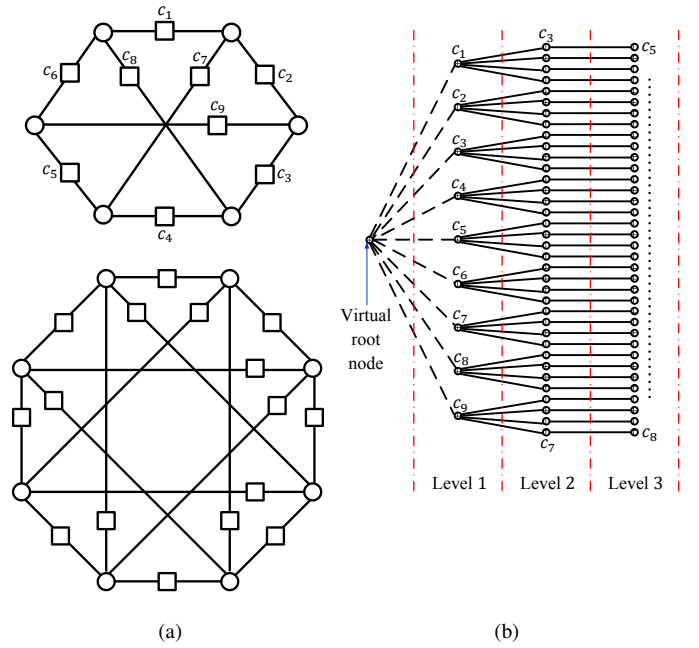 c₁
c₆
c₈
c₇
c₂
c₉
c₅
c₃
c₄
(a)
c₁
c₂
c₃
c₄
c₅
c₆
c₇
c₈
c₉
c₃
c₅
c₇
c₈
Virtual
root
node
Level 1
Level 2
Level 3
(b)